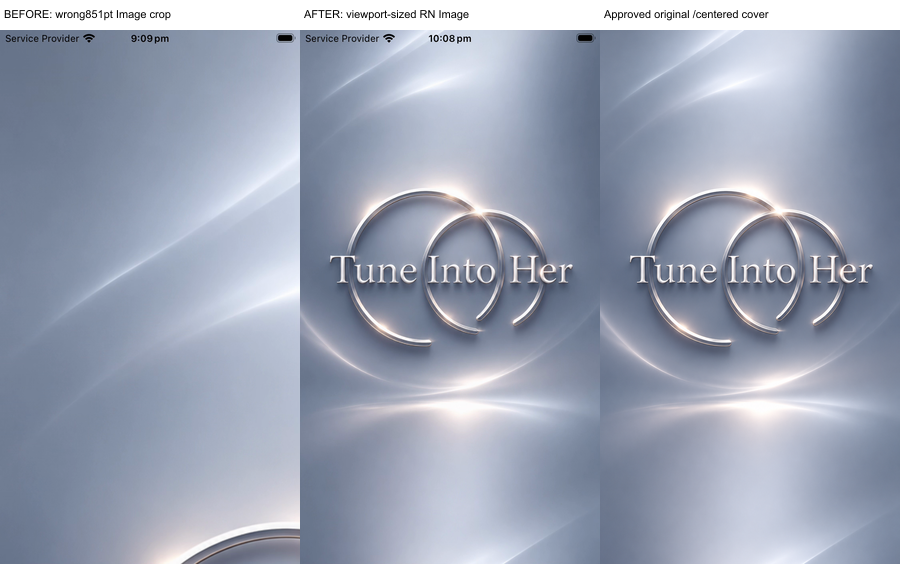 BEFORE: wrong851pt Image crop
AFTER: viewport-sized RN Image
Approved original /centered cover
Service Provider 9:09 pm
Service Provider 10:08 pm
Tune Into Her
Tune Into Her